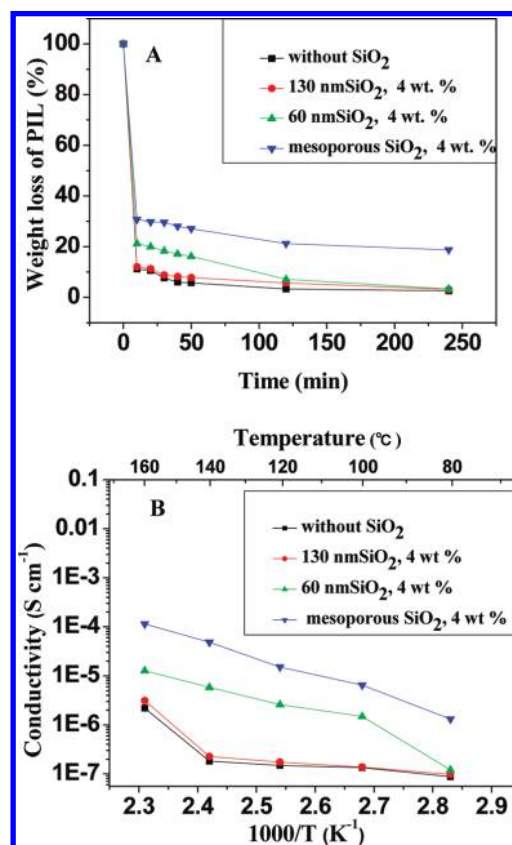 A
without SiO2
130 nmSiO2, 4 wt. %
60 nmSiO2, 4 wt. %
mesoporous SiO2, 4 wt. %
Weight loss of PIL (%)
100
80
60
40
20
0
0 50 100 150 200 250
Time (min)
Temperature (℃)
160 140 120 100 80
B
without SiO2
130 nmSiO2, 4 wt %
60 nmSiO2, 4 wt %
mesoporous SiO2, 4 wt %
Conductivity (S cm-1)
0.1
0.01
1E-3
1E-4
1E-5
1E-6
1E-7
2.3 2.4 2.5 2.6 2.7 2.8 2.9
1000/T (K-1)